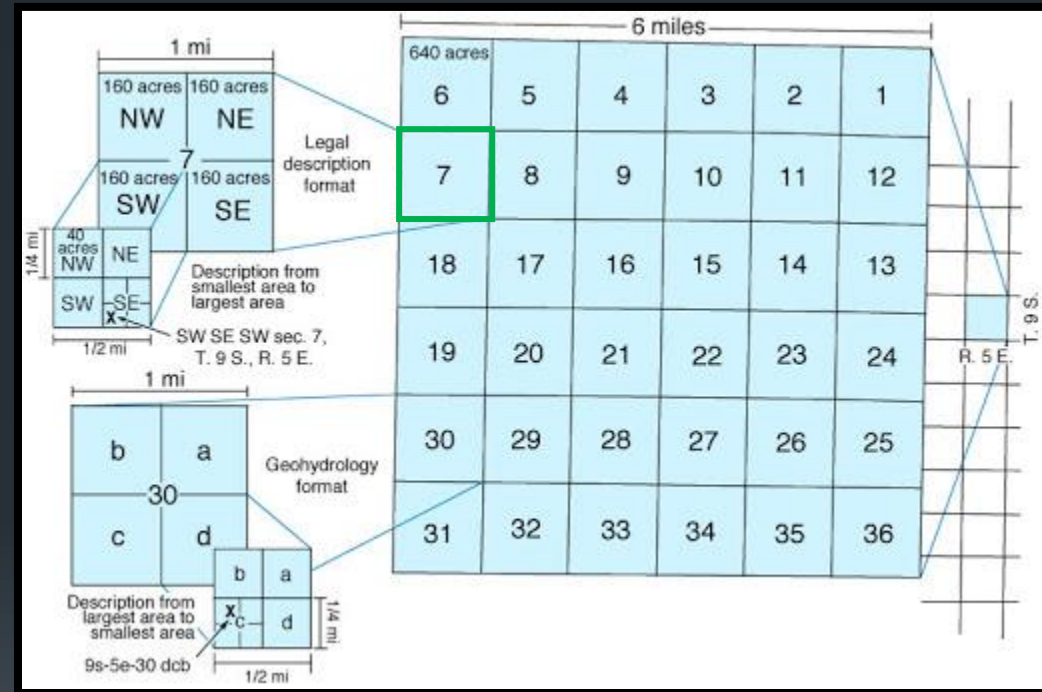 6 miles
640 acres
6 5 4 3 2 1
7 8 9 10 11 12
18 17 16 15 14 13
19 20 21 22 23 24
30 29 28 27 26 25
31 32 33 34 35 36
1 mi
160 acres 160 acres
NW NE
7
160 acres 160 acres
SW SE
Legal
description
format
1/4 mi
40
acres
NW NE
SW SE
X
1/2 mi
Description from
smallest area to
largest area
SW SE SW sec. 7,
T. 9 S., R. 5 E.
1 mi
b a
30
c d
Geohydrology
format
b a
X
c d
1/4 mi
1/2 mi
Description from
largest area to
smallest area
9s-5e-30 dcb
T. 9 S.
R. 5 E.